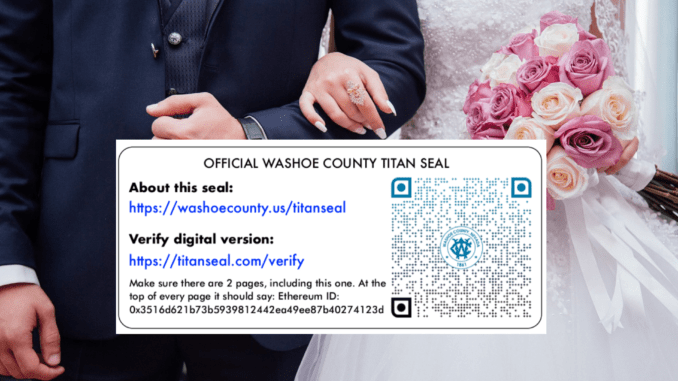 OFFICIAL WASHOE COUNTY TITAN SEAL
About this seal:
https://washoecounty.us/titanseal
Verify digital version:
https://titanseal.com/verify
Make sure there are 2 pages, including this one. At the
top of every page it should say: Ethereum ID:
0x3516d621b73b5939812442ea49ee87b40274123d
1861